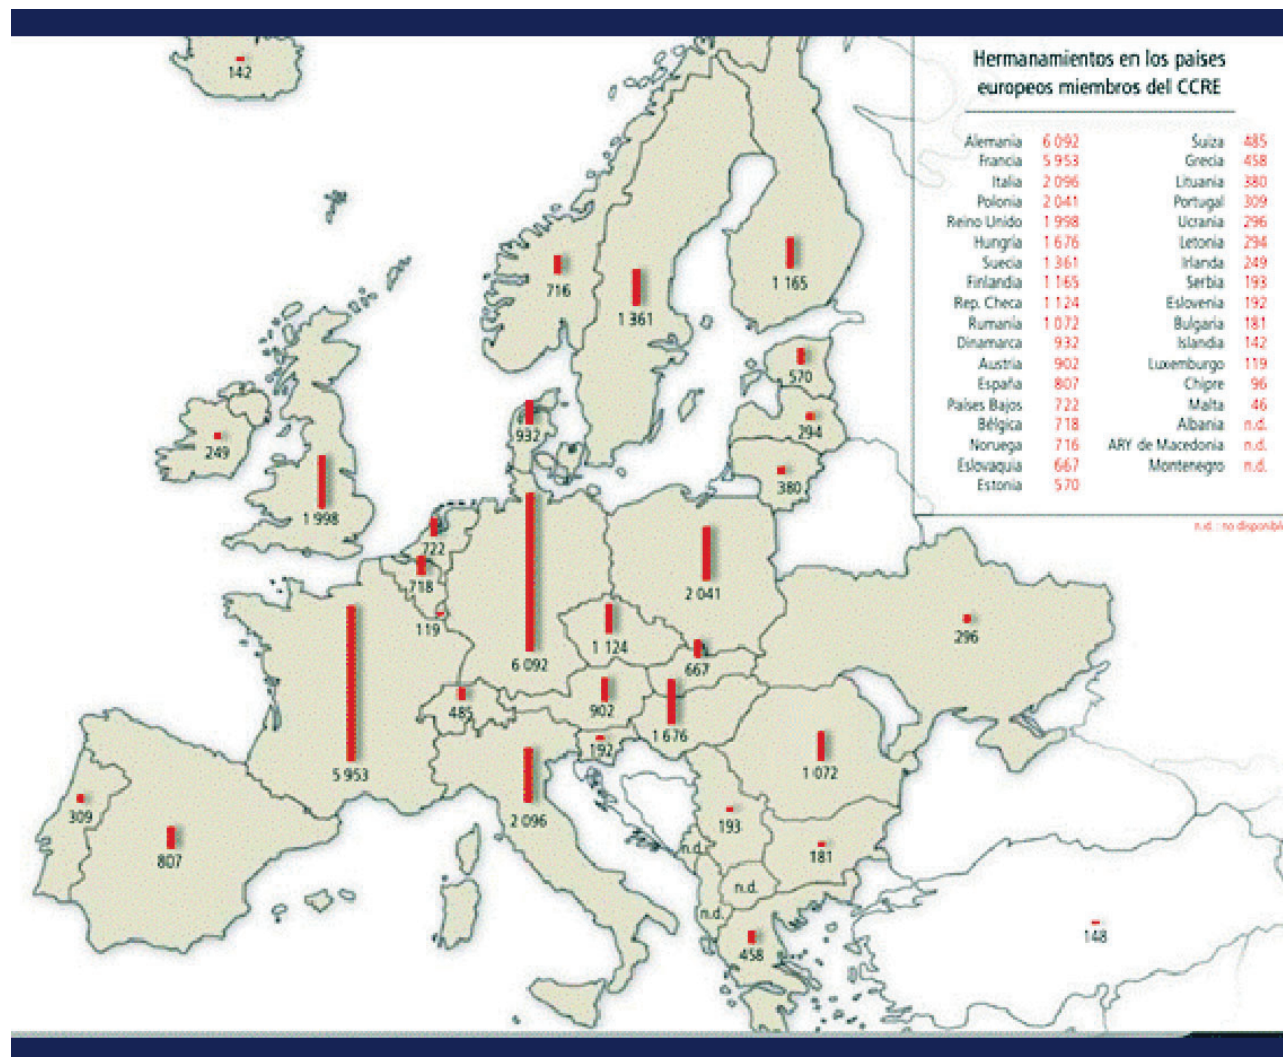 Hermanamientos en los países
europeos miembros del CCRE
Alemania 6 092
Francia 5 953
Italia 2 096
Polonia 2 041
Reino Unido 1 998
Hungría 1 676
Suecia 1 361
Finlandia 1 165
Rep. Checa 1 124
Rumanía 1 072
Dinamarca 932
Austria 902
España 807
Países Bajos 722
Bélgica 718
Noruega 716
Eslovaquia 667
Estonia 570
Suiza 485
Grecia 458
Lituania 380
Portugal 309
Ucrania 296
Letonia 294
Irlanda 249
Serbia 193
Eslovenia 192
Bulgaria 181
Islandia 142
Luxemburgo 119
Chipre 96
Malta 46
Albania n.d.
ARY de Macedonia n.d.
Montenegro n.d.
n.d. : no disponible
142
716
1 361
1 165
570
294
380
249
932
1 998
722
718
119
6 092
2 041
1 124
667
296
485
902
1 676
192
5 953
2 096
1 072
309
807
193
181
n.d.
n.d.
n.d.
458
148